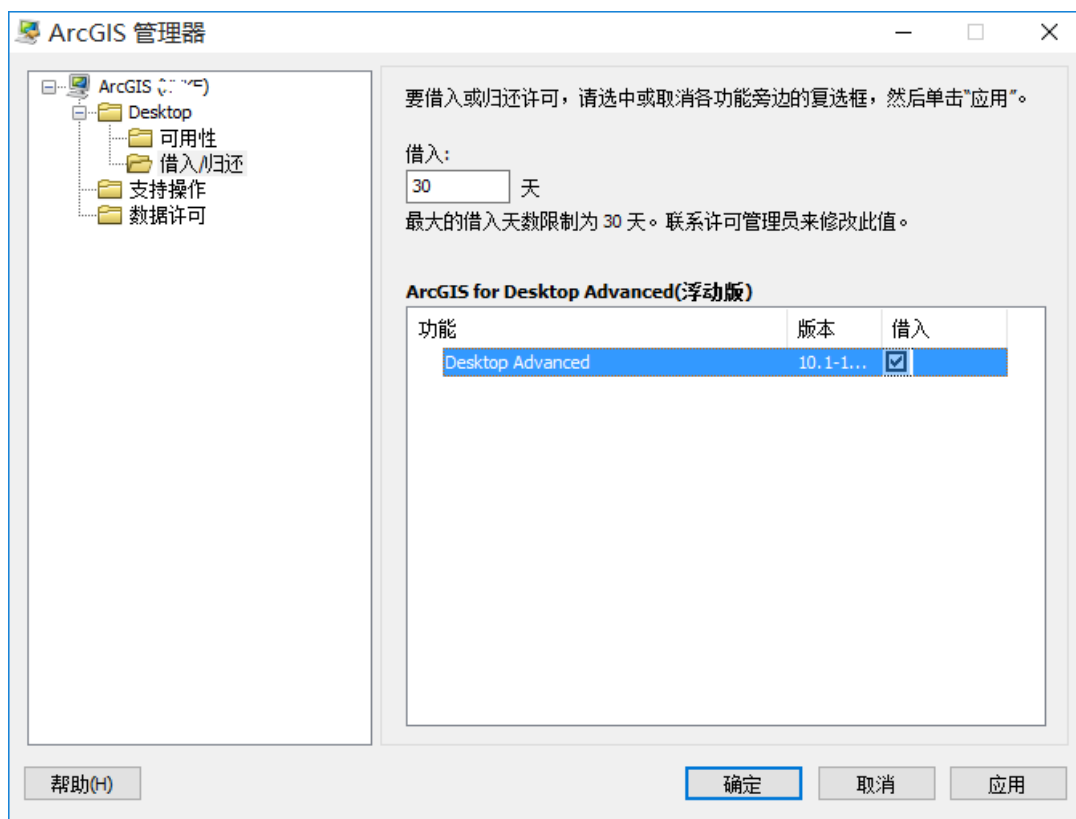 ArcGIS 管理器
ArcGIS
Desktop
可用性
借入/归还
支持操作
数据许可
要借入或归还许可，请选中或取消各功能旁边的复选框，然后单击“应用”。
借入:
30 天
最大的借入天数限制为 30 天。联系许可管理员来修改此值。
ArcGIS for Desktop Advanced(浮动版)
功能 版本 借入
Desktop Advanced 10.1-1...
帮助(H) 确定 取消 应用